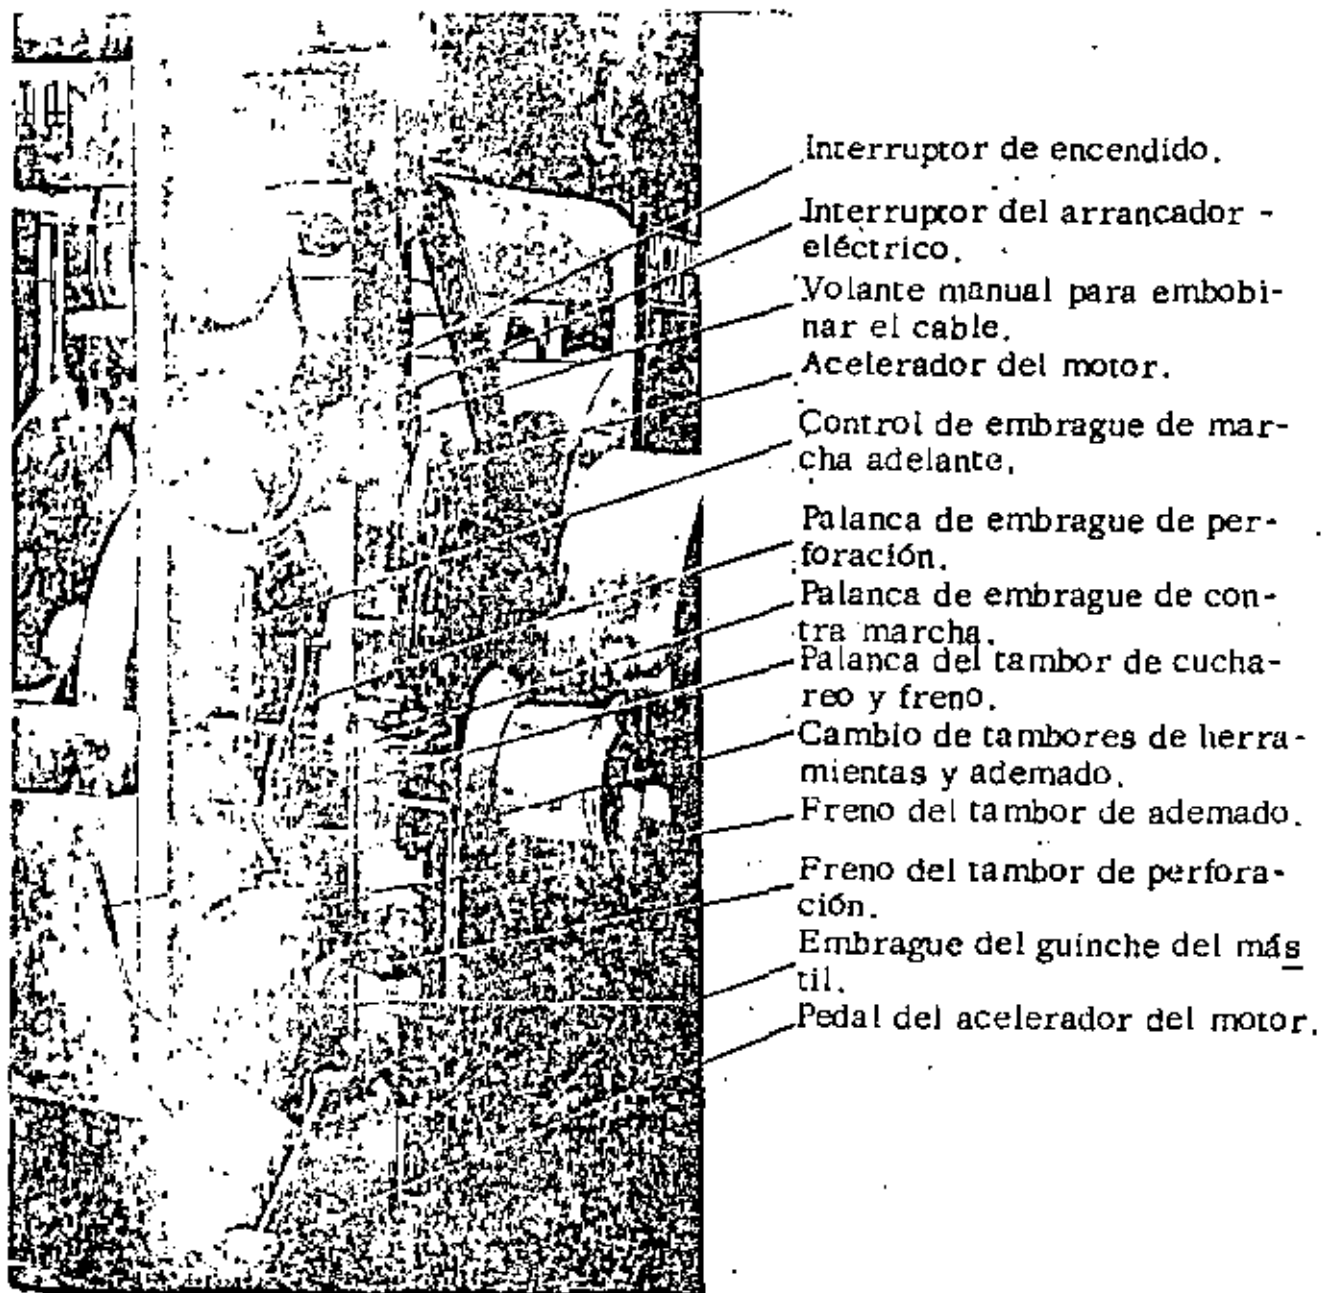 Interruptor de encendido.
Interruptor del arrancador -
eléctrico.
Volante manual para embobi-
nar el cable.
Acelerador del motor.
Control de embrague de mar-
cha adelante.
Palanca de embrague de per-
foración.
Palanca de embrague de con-
tra marcha.
Palanca del tambor de cucha-
reo y freno.
Cambio de tambores de herra-
mientas y ademado.
Freno del tambor de ademado.
Freno del tambor de perfora-
ción.
Embrague del guinche del más
til.
Pedal del acelerador del motor.